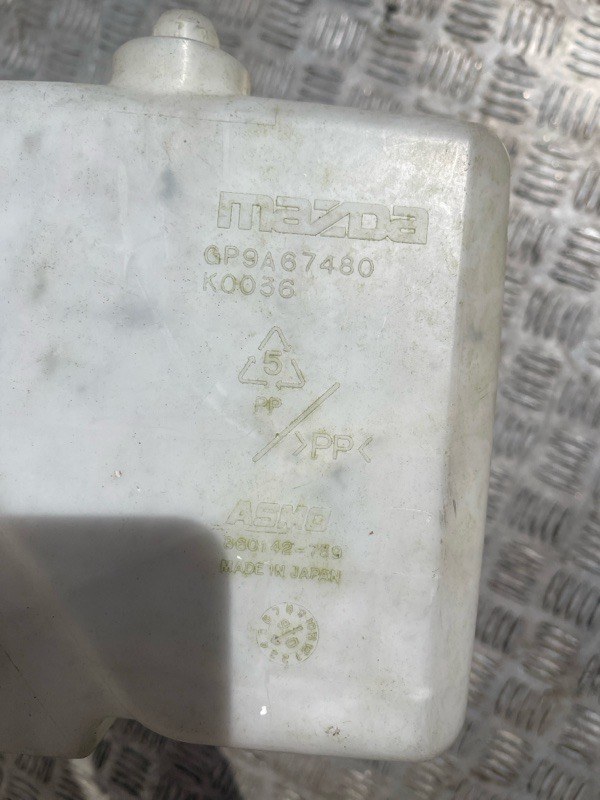 mazda
GP9A67480
K0036
5
PP
>PP<
ASMO
MADE IN JAPAN